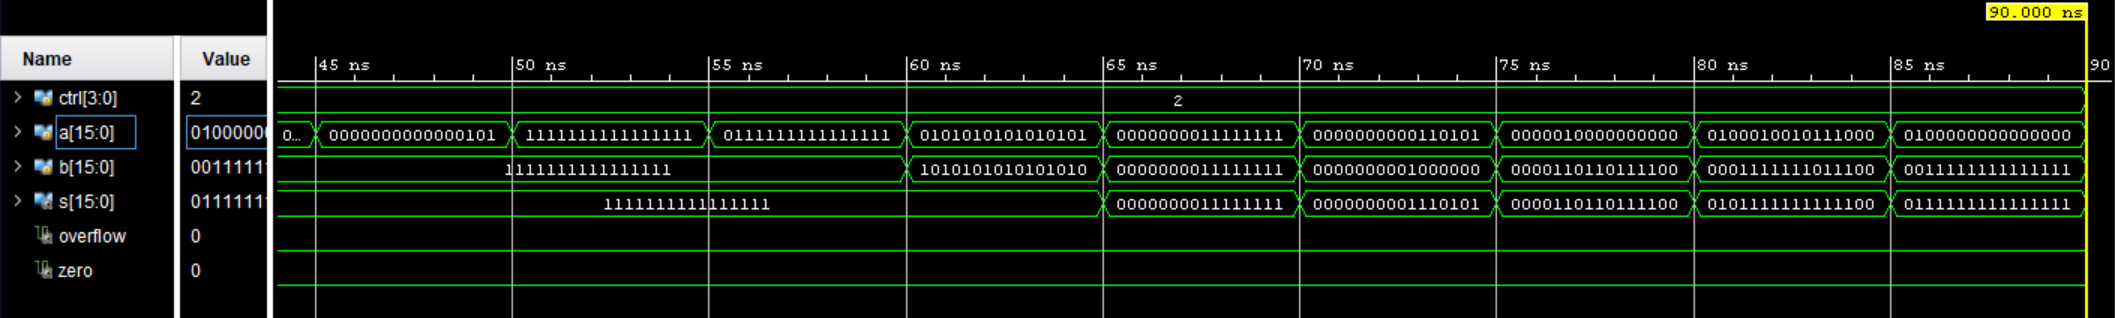 90.000 ns
Name Value
45 ns 50 ns 55 ns 60 ns 65 ns 70 ns 75 ns 80 ns 85 ns 90
ctrl[3:0] 2 2
a[15:0] 01000000 0... 0000000000000101 1111111111111111 0111111111111111 0101010101010101 0000000011111111 0000000000110101 0000010000000000 0100010010111000 0100000000000000
b[15:0] 00111111 1111111111111111 1010101010101010 0000000011111111 0000000001000000 0000110110111100 0001111111011100 0011111111111111
s[15:0] 01111111 1111111111111111 0000000011111111 0000000001110101 0000110110111100 0101111111111100 0111111111111111
overflow 0
zero 0